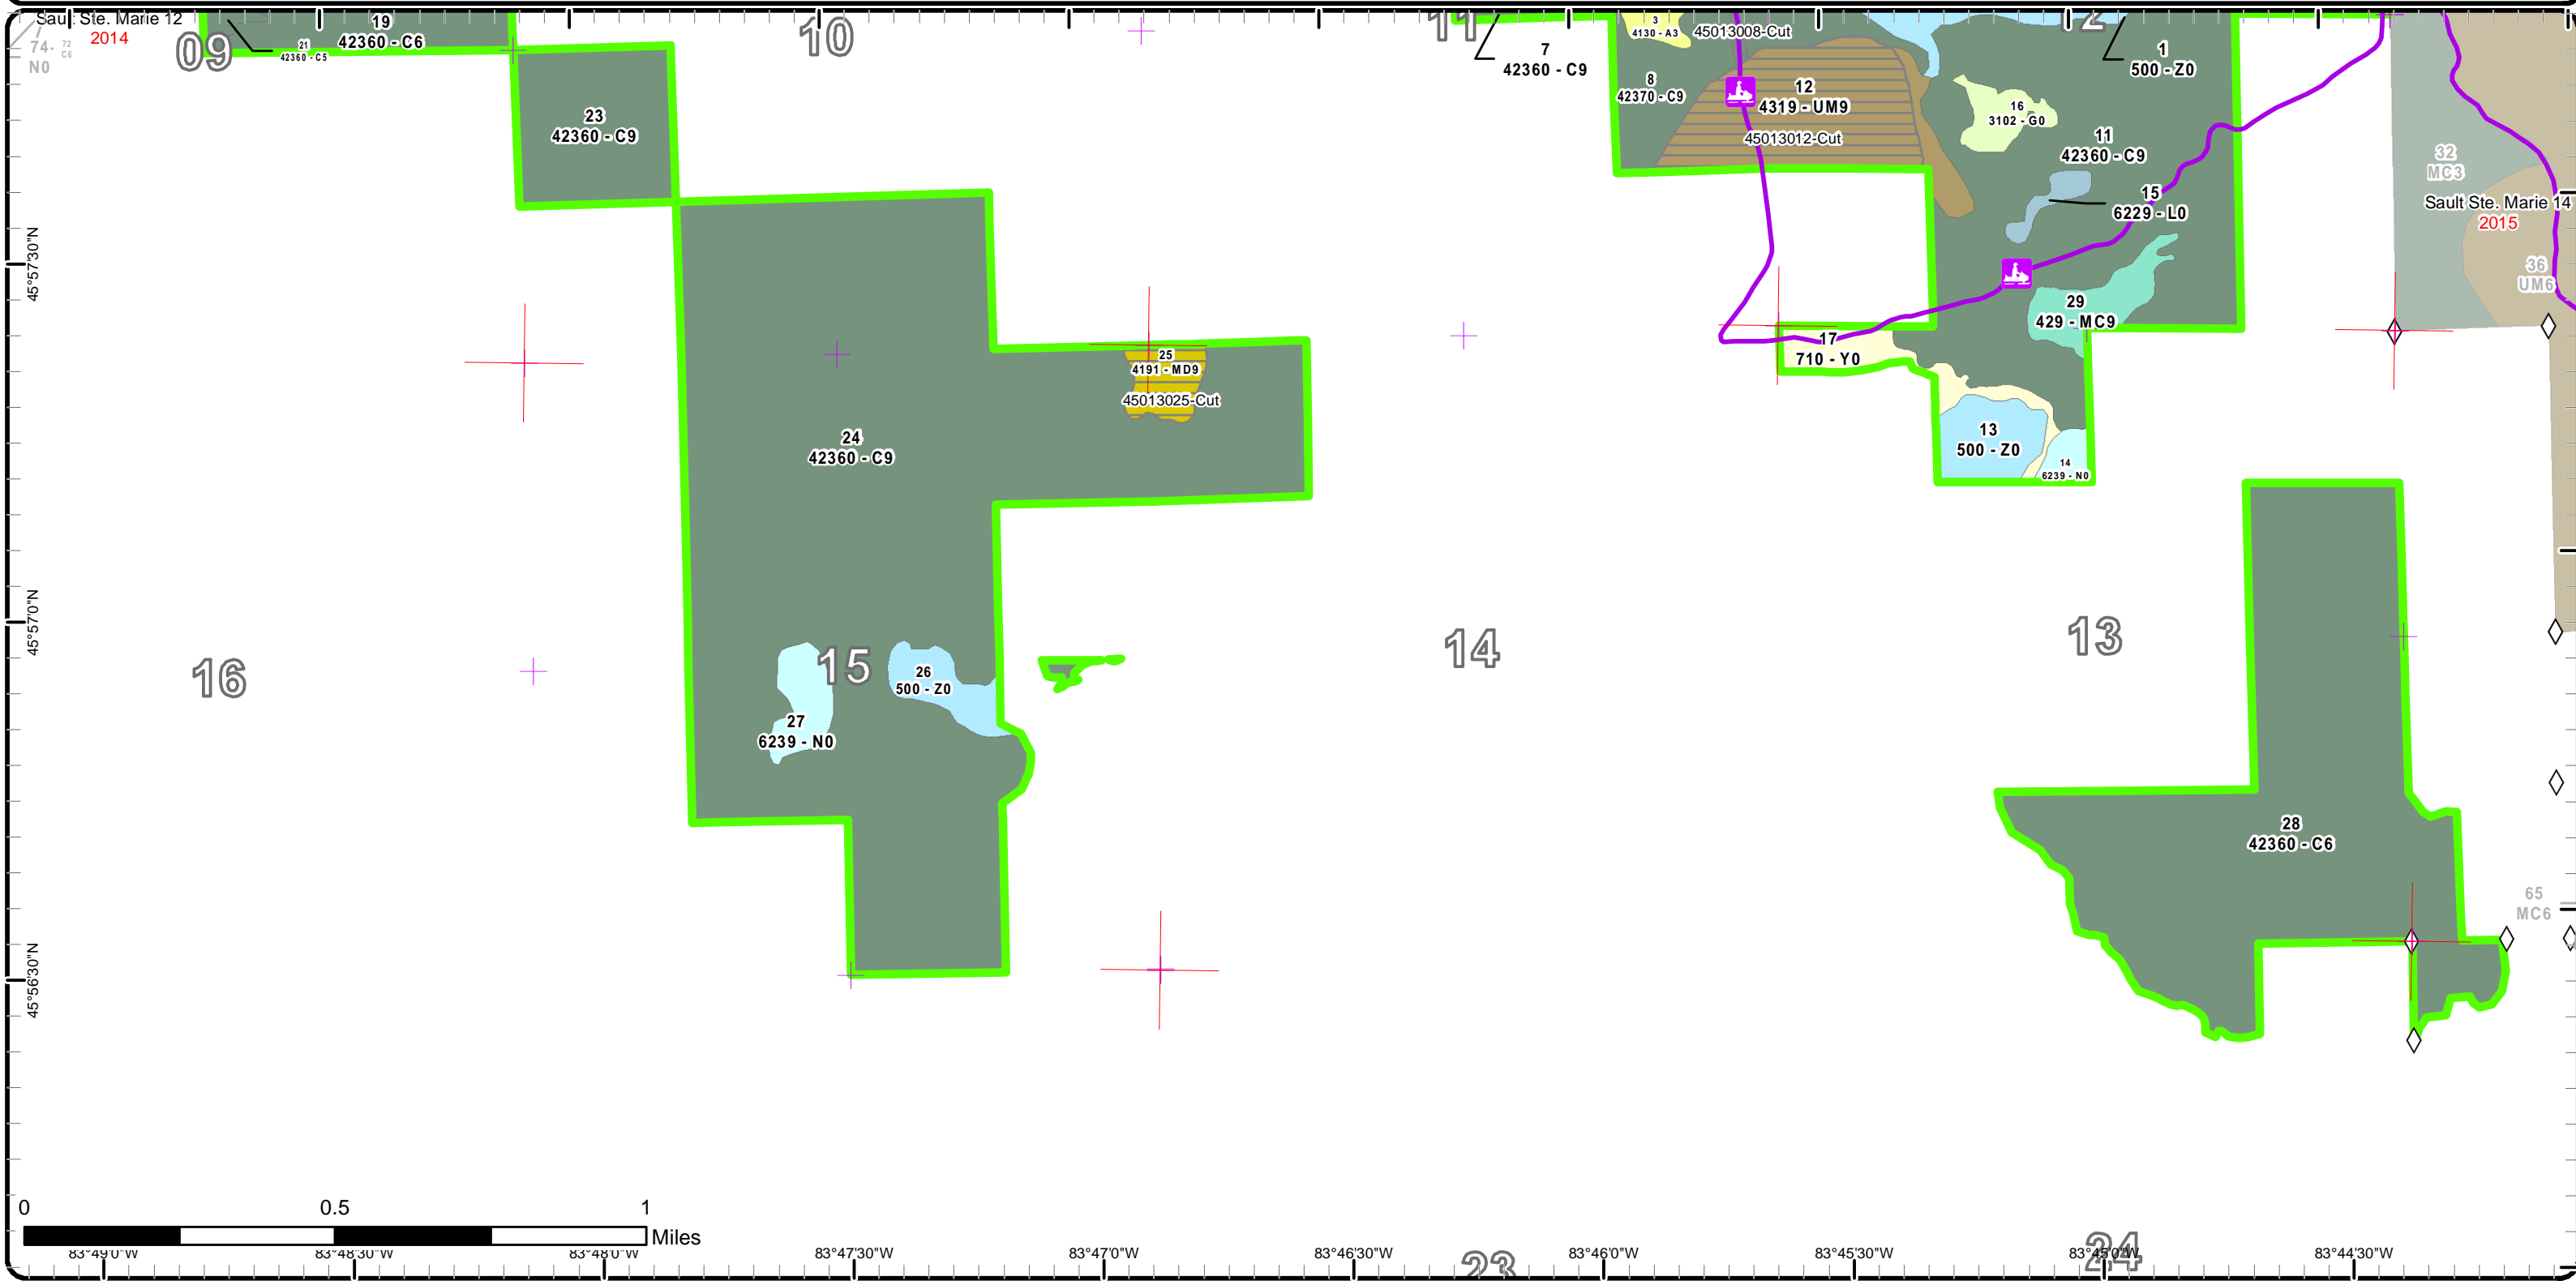 Sault Ste. Marie 12
2014
74
72
C6
N0
09
21
42360 - C5
19
42360 - C6
10
11
7
42360 - C9
3
4130 - A3
45013008-Cut
1
500 - Z0
23
42360 - C9
8
42370 - C9
12
4319 - UM9
45013012-Cut
16
3102 - G0
11
42360 - C9
15
6229 - L0
32
MC3
Sault Ste. Marie 14
2015
36
UM6
45°57'30"N
29
429 - MC9
17
710 - Y0
25
4191 - MD9
45013025-Cut
24
42360 - C9
13
500 - Z0
14
6239 - N0
45°57'0"N
16
15
14
13
26
500 - Z0
27
6239 - N0
28
42360 - C6
65
MC6
45°56'30"N
0 0.5 1
Miles
23
24
83°49'0"W 83°48'30"W 83°48'0"W 83°47'30"W 83°47'0"W 83°46'30"W 83°46'0"W 83°45'30"W 83°45'0"W 83°44'30"W